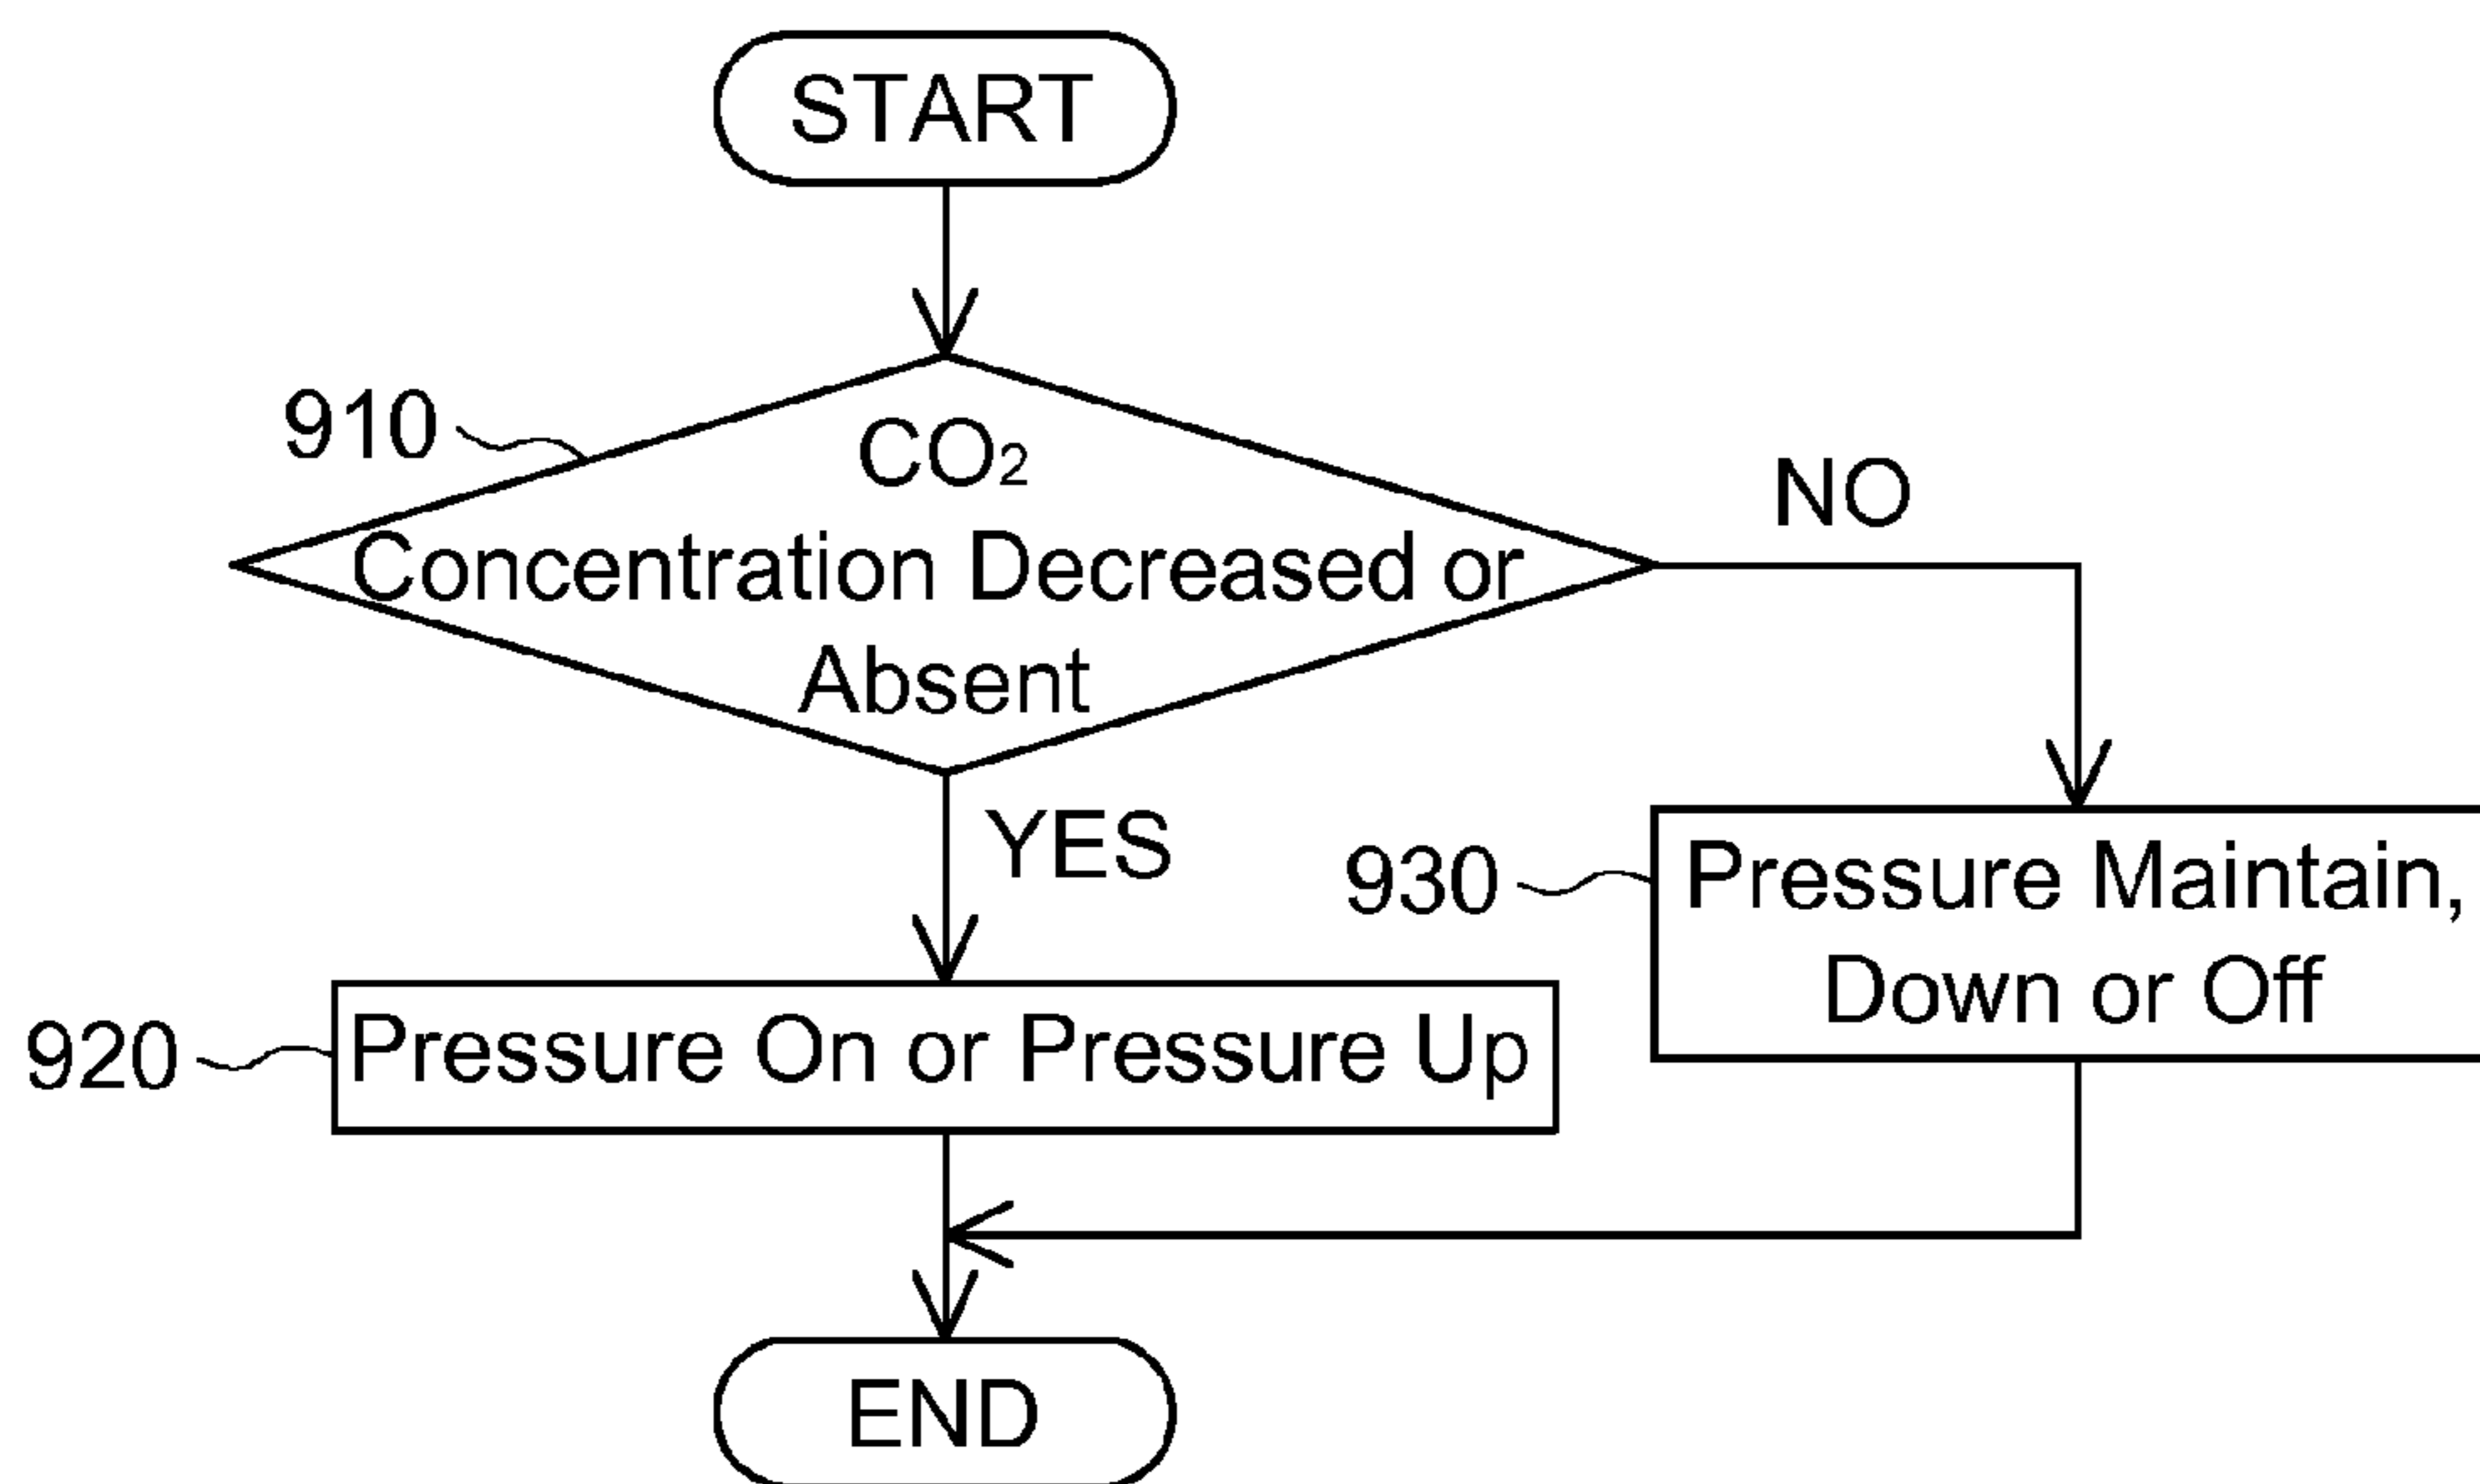 START
910
CO₂
Concentration Decreased or
Absent
NO
YES
930
Pressure Maintain,
Down or Off
920
Pressure On or Pressure Up
END